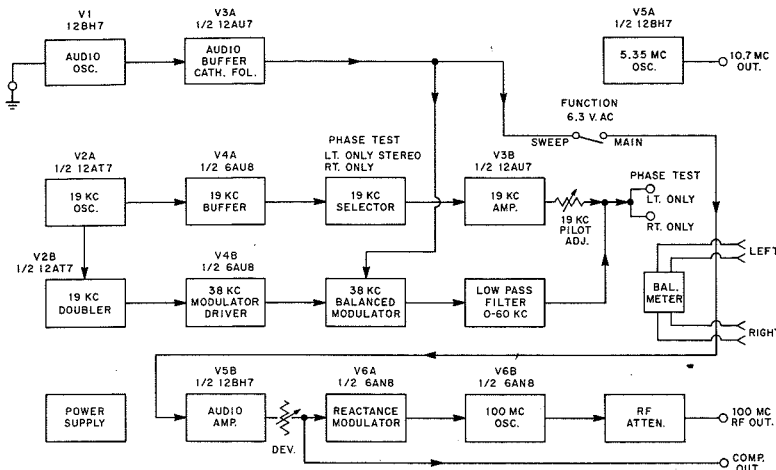 V1
12BH7
AUDIO
OSC.
V3A
1/2 12AU7
AUDIO
BUFFER
CATH. FOL.
V5A
1/2 12BH7
5.35 MC
OSC.
10.7 MC
OUT.
FUNCTION
6.3 V. AC
SWEEP
MAIN
V2A
1/2 12AT7
19 KC
OSC.
V4A
1/2 6AU8
19 KC
BUFFER
PHASE TEST
LT. ONLY STEREO
RT. ONLY
19 KC
SELECTOR
V3B
1/2 12AU7
19 KC
AMP.
19 KC
PILOT
ADJ.
PHASE TEST
LT. ONLY
RT. ONLY
V2B
1/2 12AT7
19 KC
DOUBLER
V4B
1/2 6AU8
38 KC
MODULATOR
DRIVER
38 KC
BALANCED
MODULATOR
LOW PASS
FILTER
0-60 KC
BAL.
METER
LEFT
RIGHT
POWER
SUPPLY
V5B
1/2 12BH7
AUDIO
AMP.
DEV.
V6A
1/2 6AN8
REACTANCE
MODULATOR
V6B
1/2 6AN8
100 MC
OSC.
RF
ATTEN.
100 MC
RF OUT.
COMP.
OUT